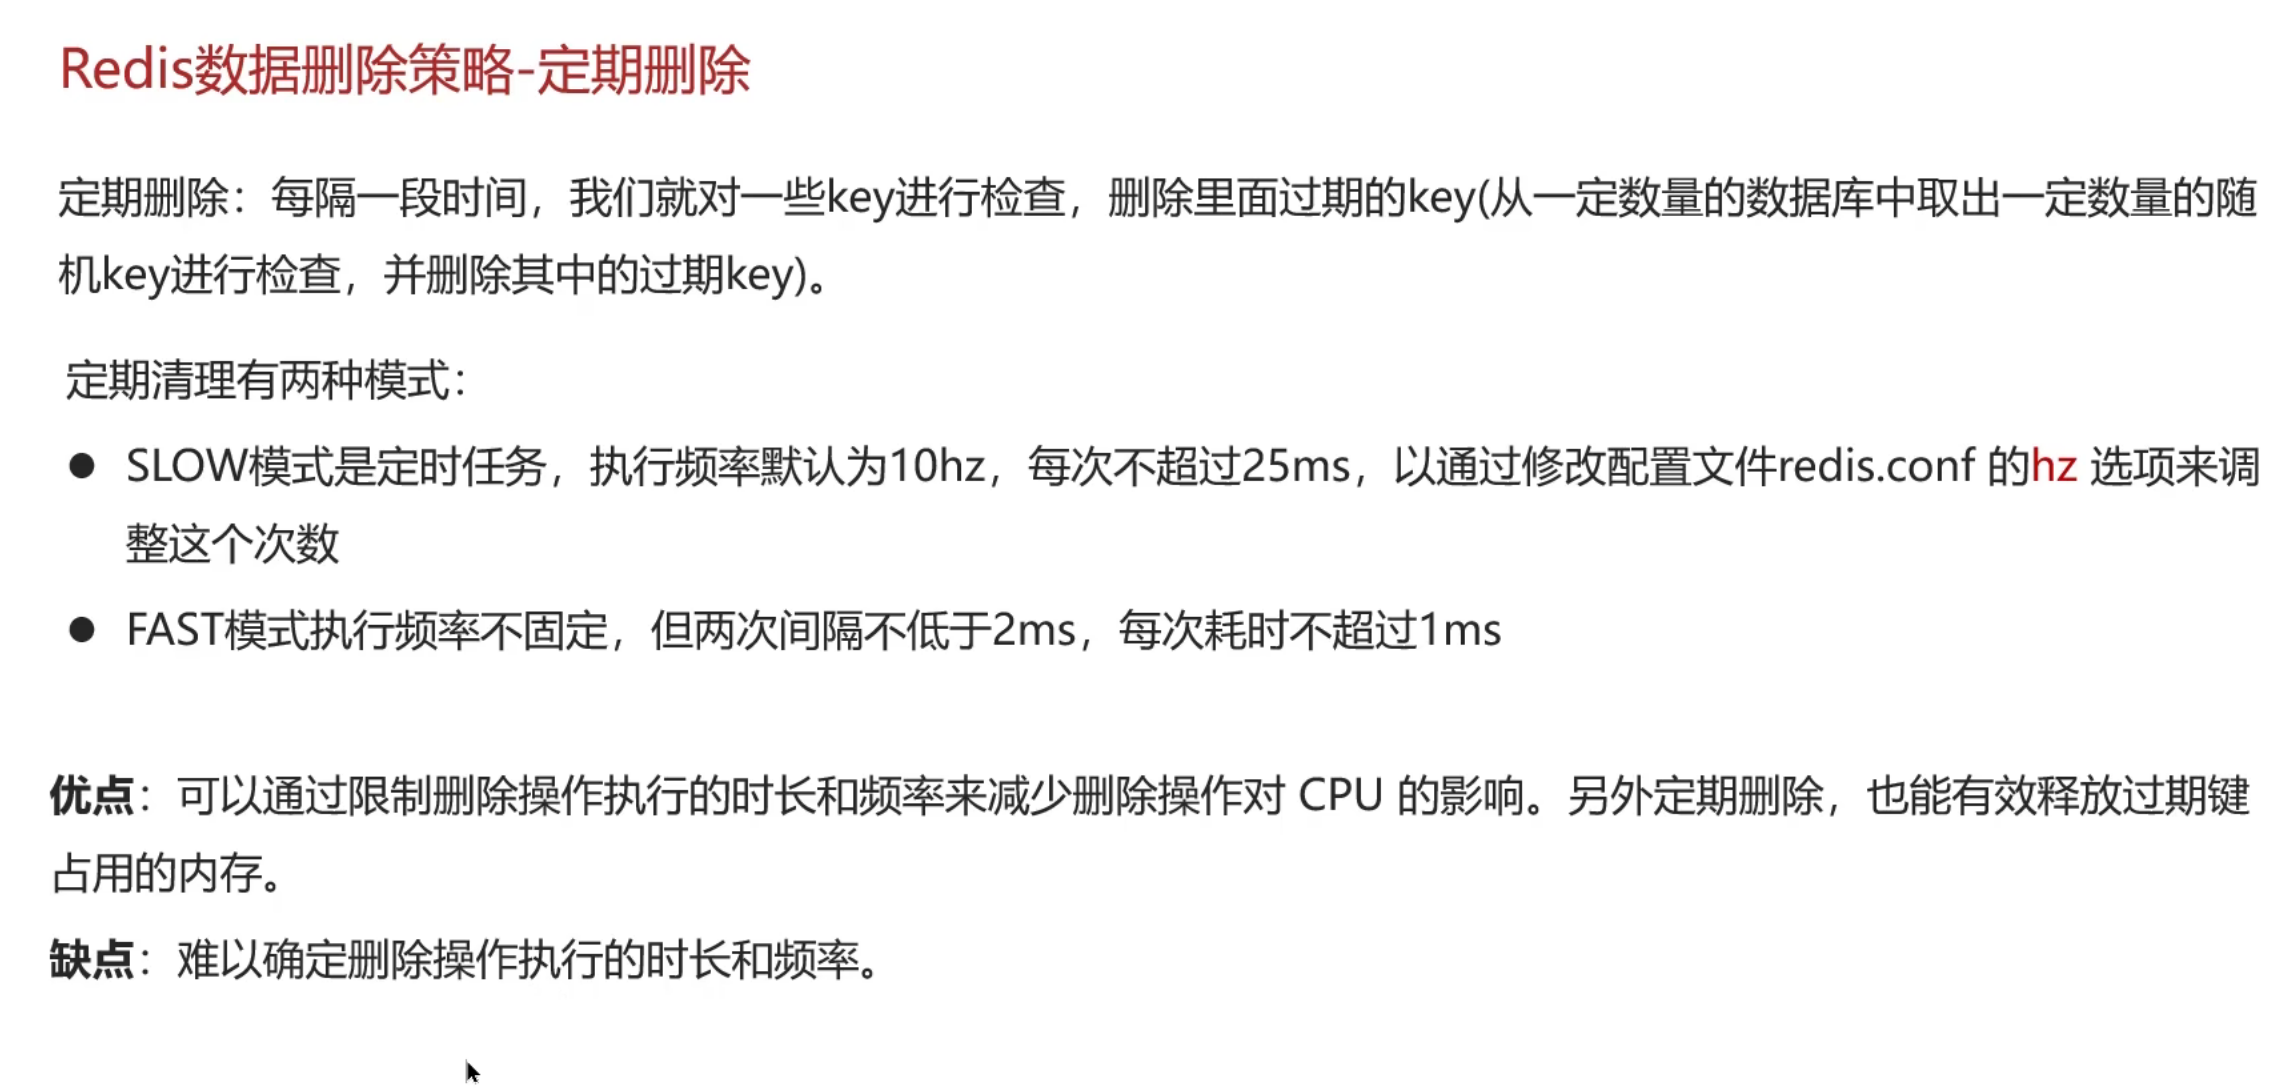 Redis数据删除策略-定期删除
定期删除：每隔一段时间，我们就对一些key进行检查，删除里面过期的key(从一定数量的数据库中取出一定数量的随
机key进行检查，并删除其中的过期key)。
定期清理有两种模式：
● SLOW模式是定时任务，执行频率默认为10hz，每次不超过25ms，以通过修改配置文件redis.conf 的hz 选项来调
整这个次数
● FAST模式执行频率不固定，但两次间隔不低于2ms，每次耗时不超过1ms
优点：可以通过限制删除操作执行的时长和频率来减少删除操作对 CPU 的影响。另外定期删除，也能有效释放过期键
占用的内存。
缺点：难以确定删除操作执行的时长和频率。